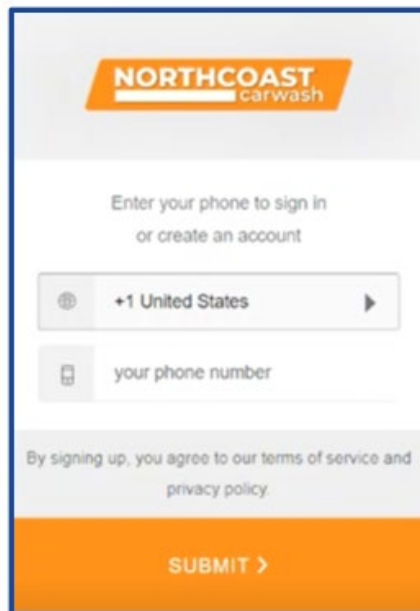 NORTHCOAST
carwash
Enter your phone to sign in
or create an account
+1 United States
your phone number
By signing up, you agree to our terms of service and
privacy policy.
SUBMIT >